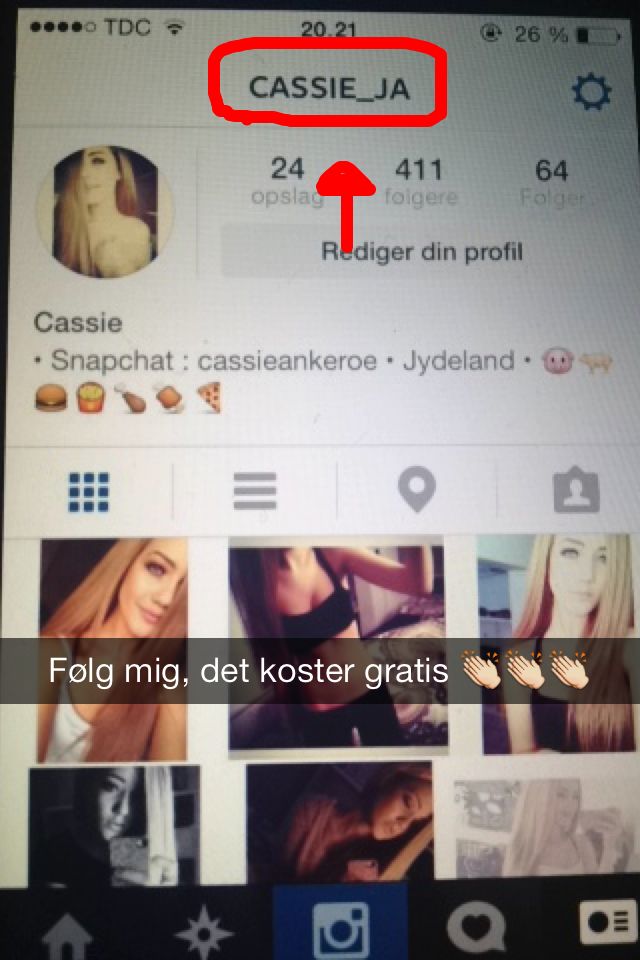 TDC 20.21 26 %
CASSIE_JA
24 411 64
opslag følgere Følger
Rediger din profil
Cassie
• Snapchat : cassieankeroe • Jydeland • 🐷🐖
🍔🍟🍗🍖🍕
Følg mig, det koster gratis 👏👏👏